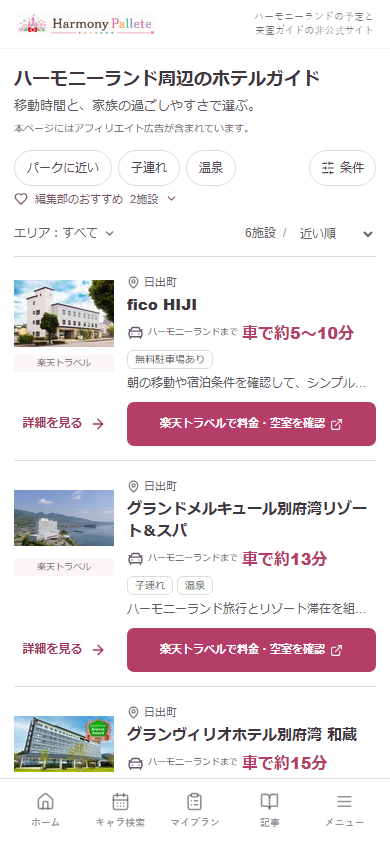 Harmony Pallete
ハーモニーランドの予定と
来園ガイドの非公式サイト
ハーモニーランド周辺のホテルガイド
移動時間と、家族の過ごしやすさで選ぶ。
本ページにはアフィリエイト広告が含まれています。
パークに近い 子連れ 温泉 条件
編集部のおすすめ 2施設
エリア：すべて 6施設 / 近い順
日出町
fico HIJI
ハーモニーランドまで 車で約5〜10分
楽天トラベル
無料駐車場あり
朝の移動や宿泊条件を確認して、シンプル...
詳細を見る 楽天トラベルで料金・空室を確認
日出町
グランドメルキュール別府湾リゾー
ト＆スパ
ハーモニーランドまで 車で約13分
楽天トラベル
子連れ 温泉
ハーモニーランド旅行とリゾート滞在を組...
詳細を見る 楽天トラベルで料金・空室を確認
日出町
グランヴィリオホテル別府湾 和蔵
ハーモニーランドまで 車で約15分
ホーム キャラ検索 マイプラン 記事 メニュー